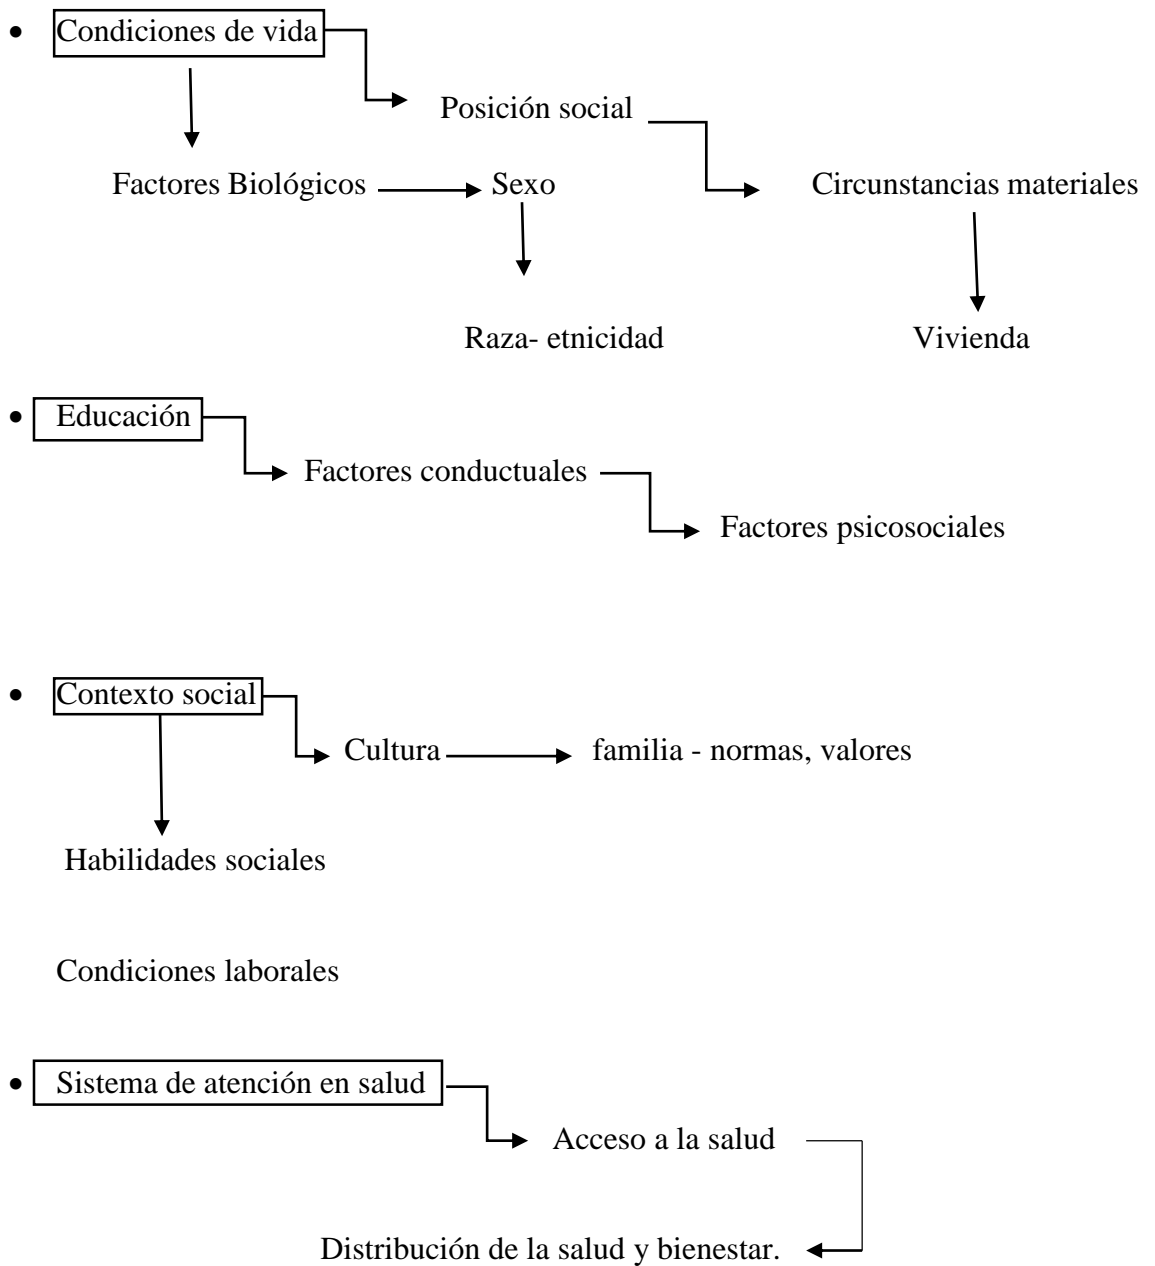 • Condiciones de vida
Posición social
Factores Biológicos
Sexo
Circunstancias materiales
Raza- etnicidad
Vivienda
• Educación
Factores conductuales
Factores psicosociales
• Contexto social
Cultura
familia - normas, valores
Habilidades sociales
Condiciones laborales
• Sistema de atención en salud
Acceso a la salud
Distribución de la salud y bienestar.